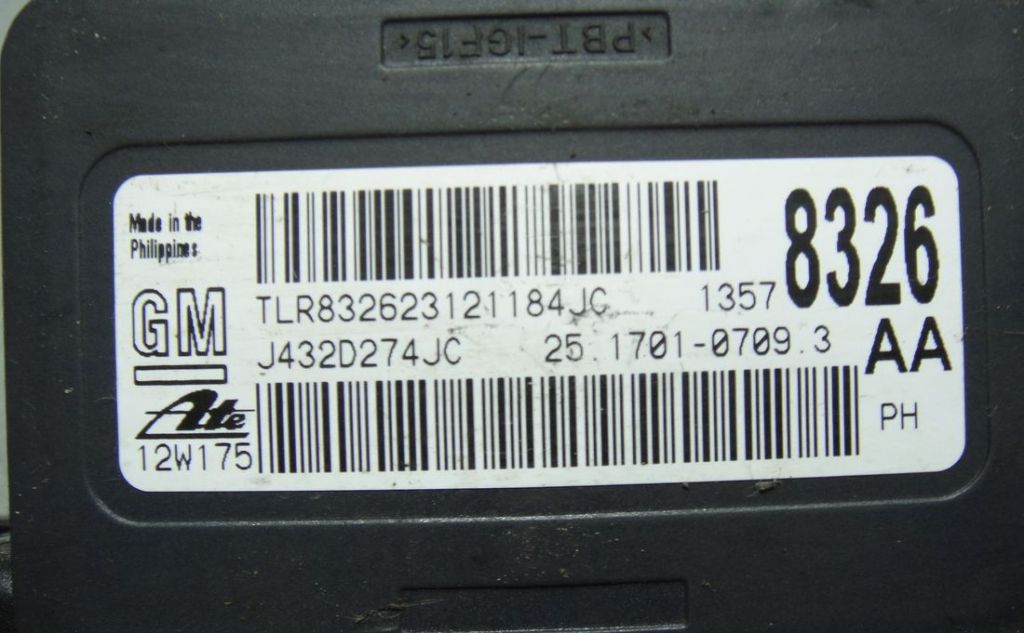 >PBT-IGF15<
Made in the
Philippines
8326
TLR832623121184JC 1357
GM
J432D274JC 25.1701-0709.3
AA
Ate
12W175
PH